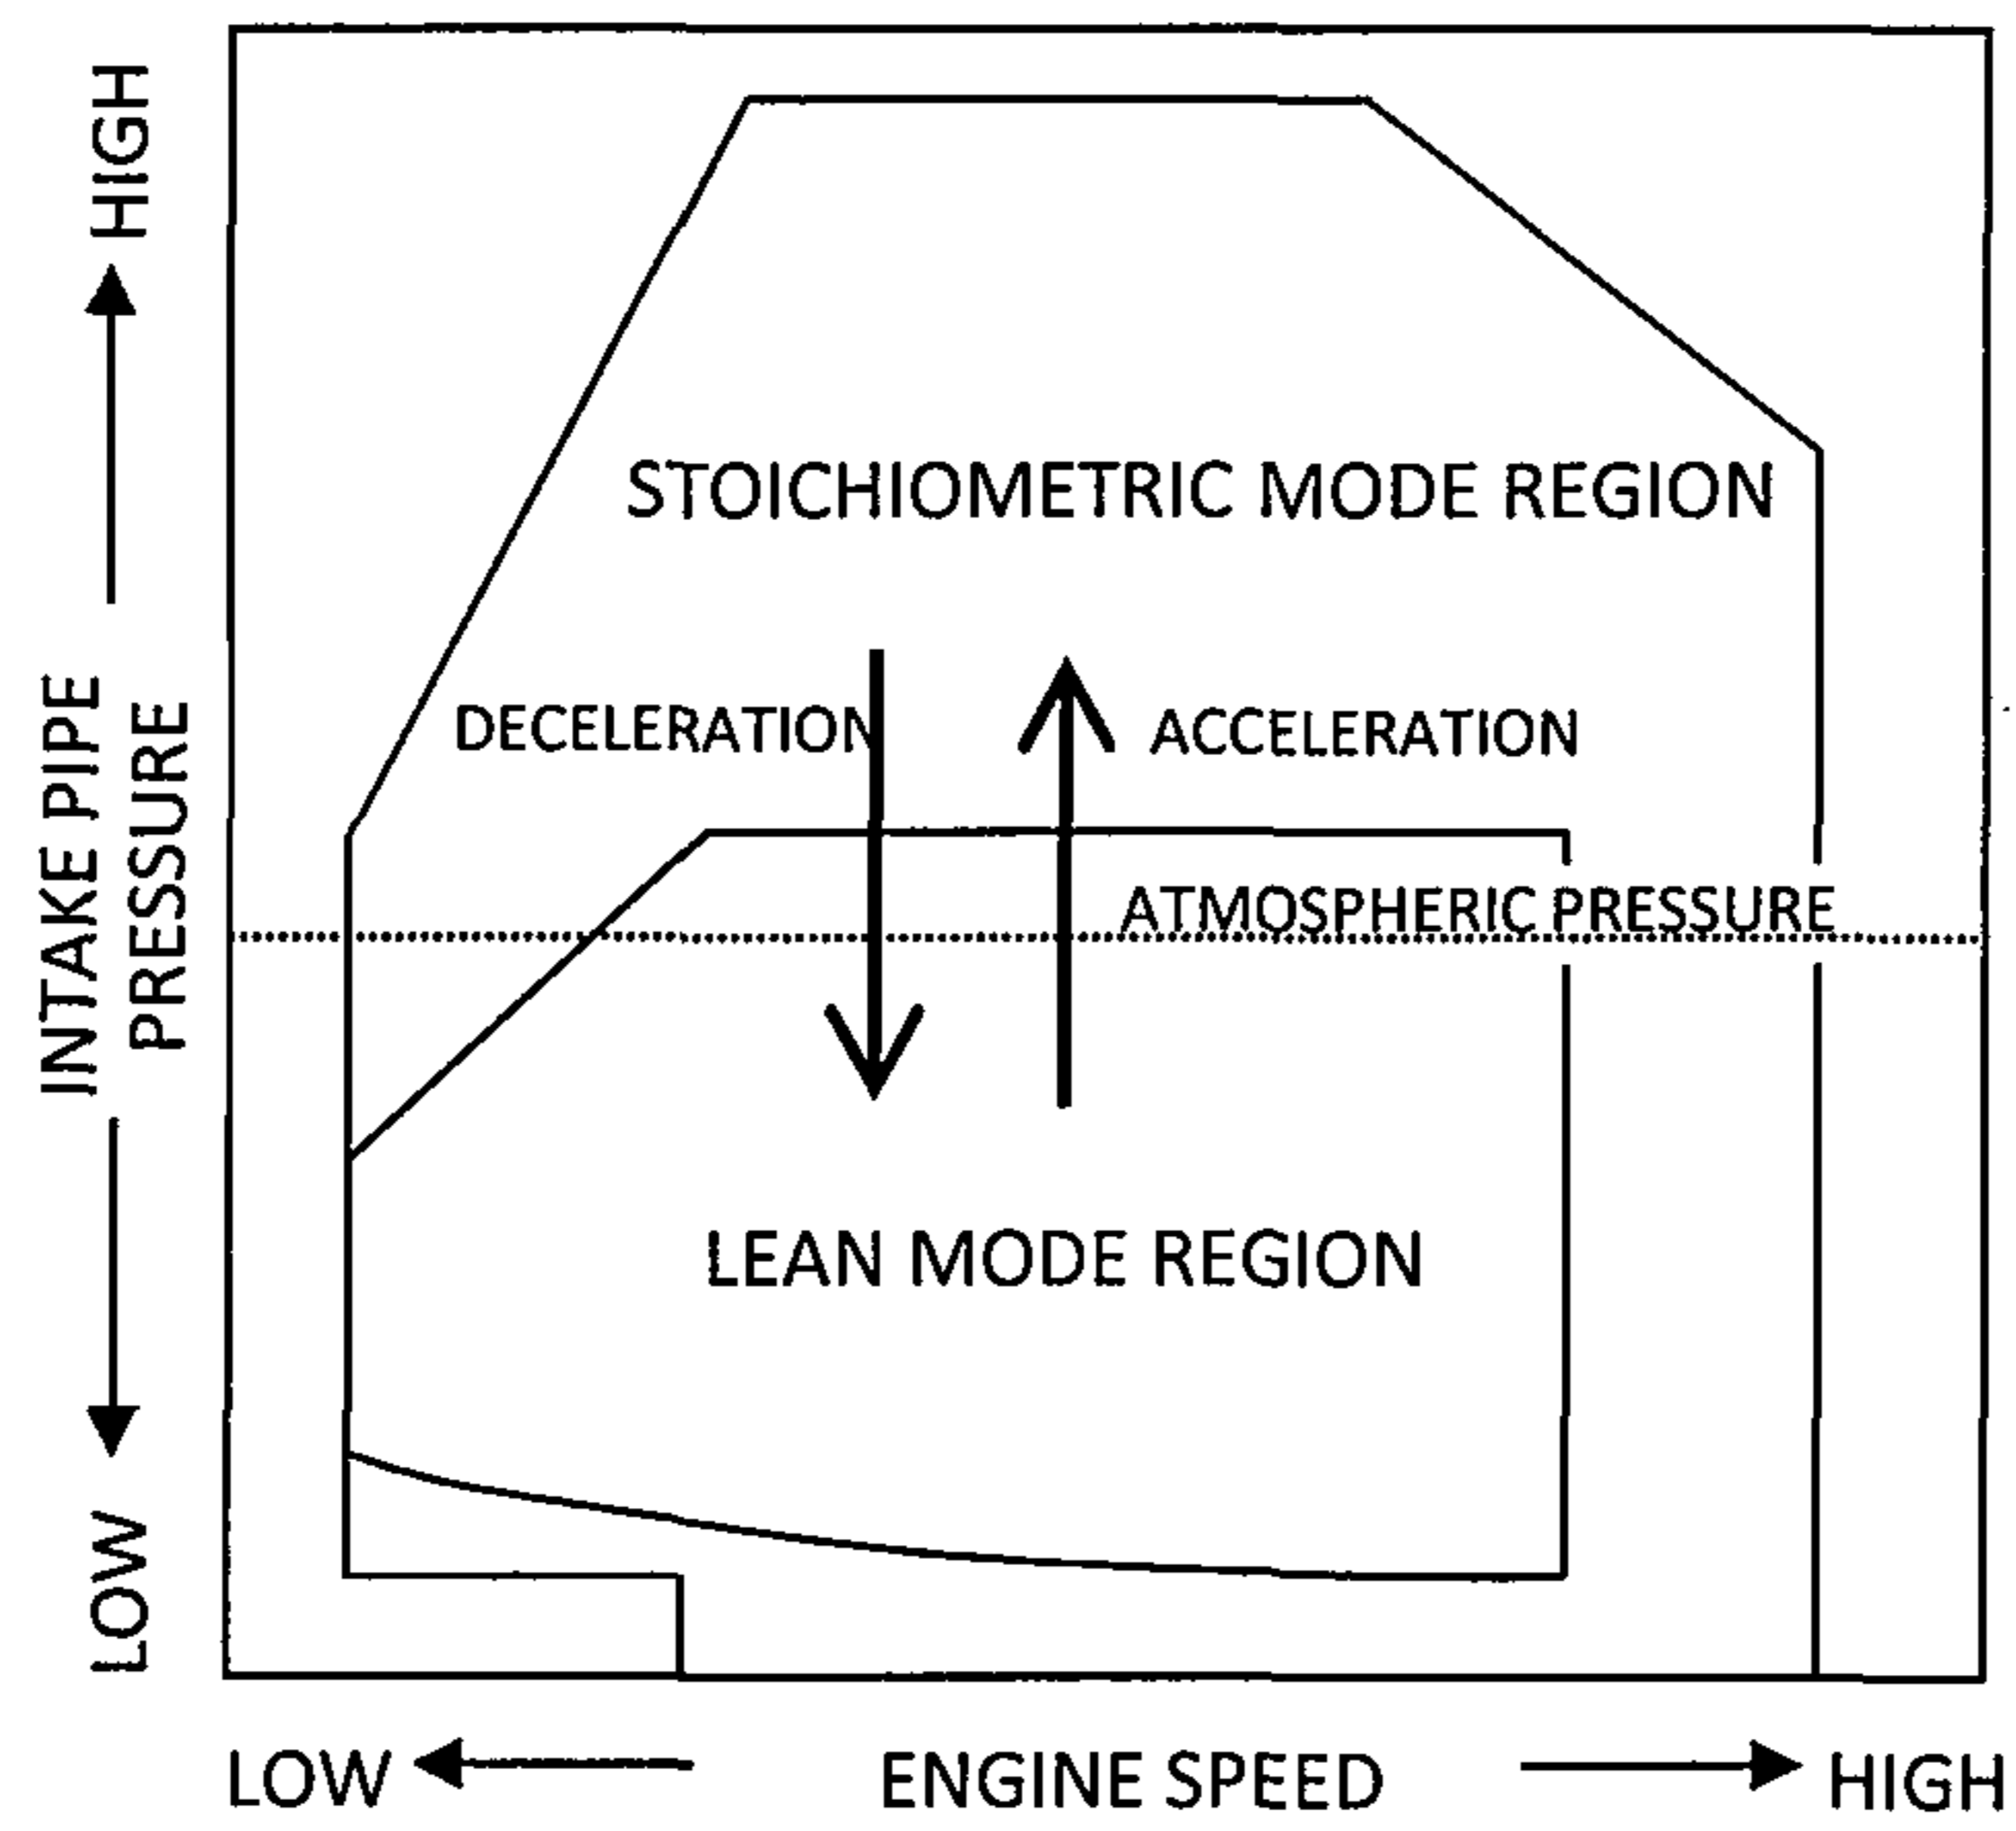 HIGH
INTAKE PIPE
PRESSURE
LOW
STOICHIOMETRIC MODE REGION
DECELERATION
ACCELERATION
ATMOSPHERIC PRESSURE
LEAN MODE REGION
LOW
ENGINE SPEED
HIGH